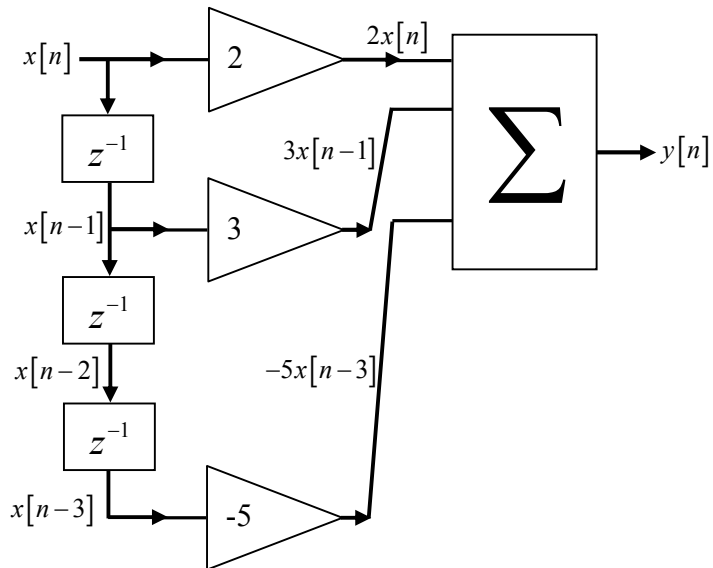 2x[n]
x[n]
2
z⁻¹
∑
y[n]
3x[n−1]
x[n−1]
3
z⁻¹
x[n−2]
−5x[n−3]
z⁻¹
x[n−3]
-5